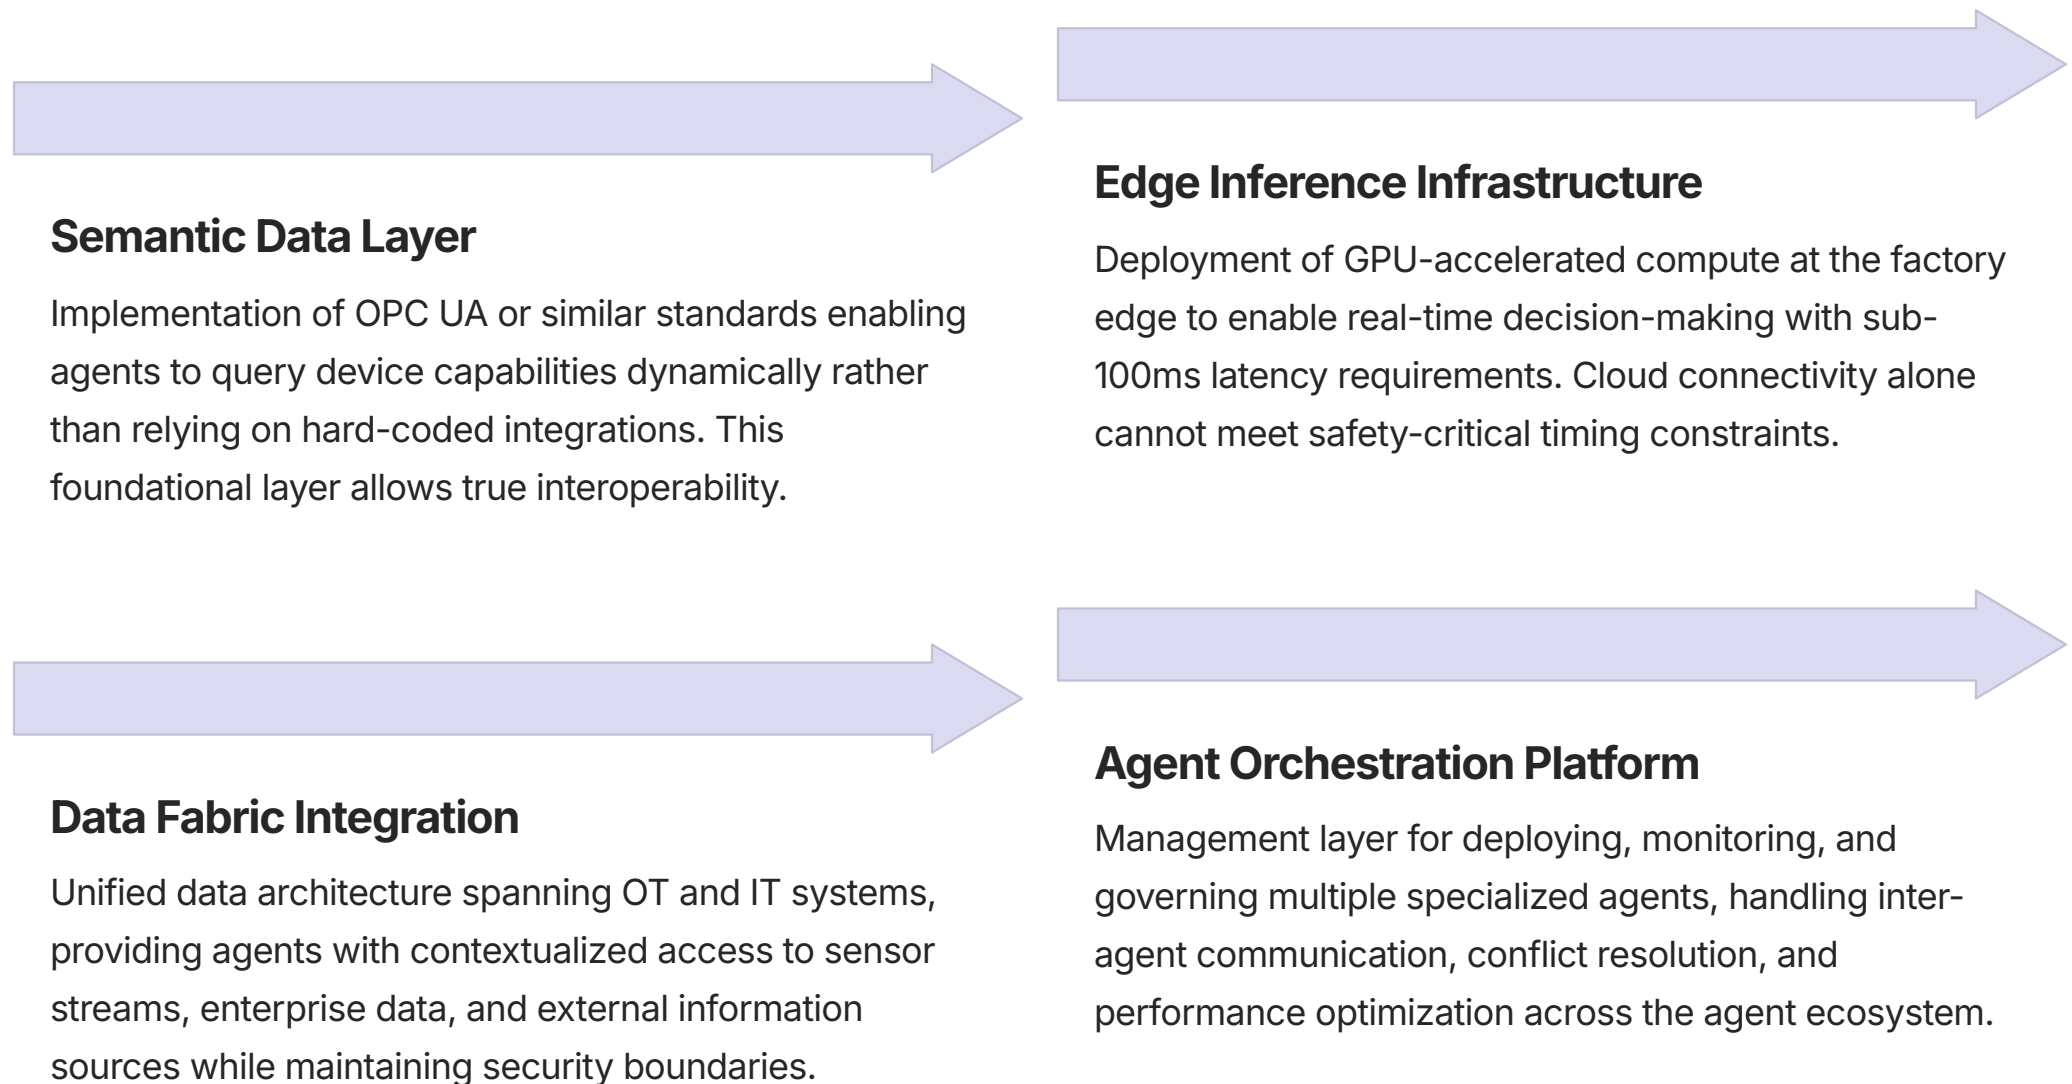 Semantic Data Layer
Implementation of OPC UA or similar standards enabling
agents to query device capabilities dynamically rather
than relying on hard-coded integrations. This
foundational layer allows true interoperability.
Edge Inference Infrastructure
Deployment of GPU-accelerated compute at the factory
edge to enable real-time decision-making with sub-
100ms latency requirements. Cloud connectivity alone
cannot meet safety-critical timing constraints.
Data Fabric Integration
Unified data architecture spanning OT and IT systems,
providing agents with contextualized access to sensor
streams, enterprise data, and external information
sources while maintaining security boundaries.
Agent Orchestration Platform
Management layer for deploying, monitoring, and
governing multiple specialized agents, handling inter-
agent communication, conflict resolution, and
performance optimization across the agent ecosystem.